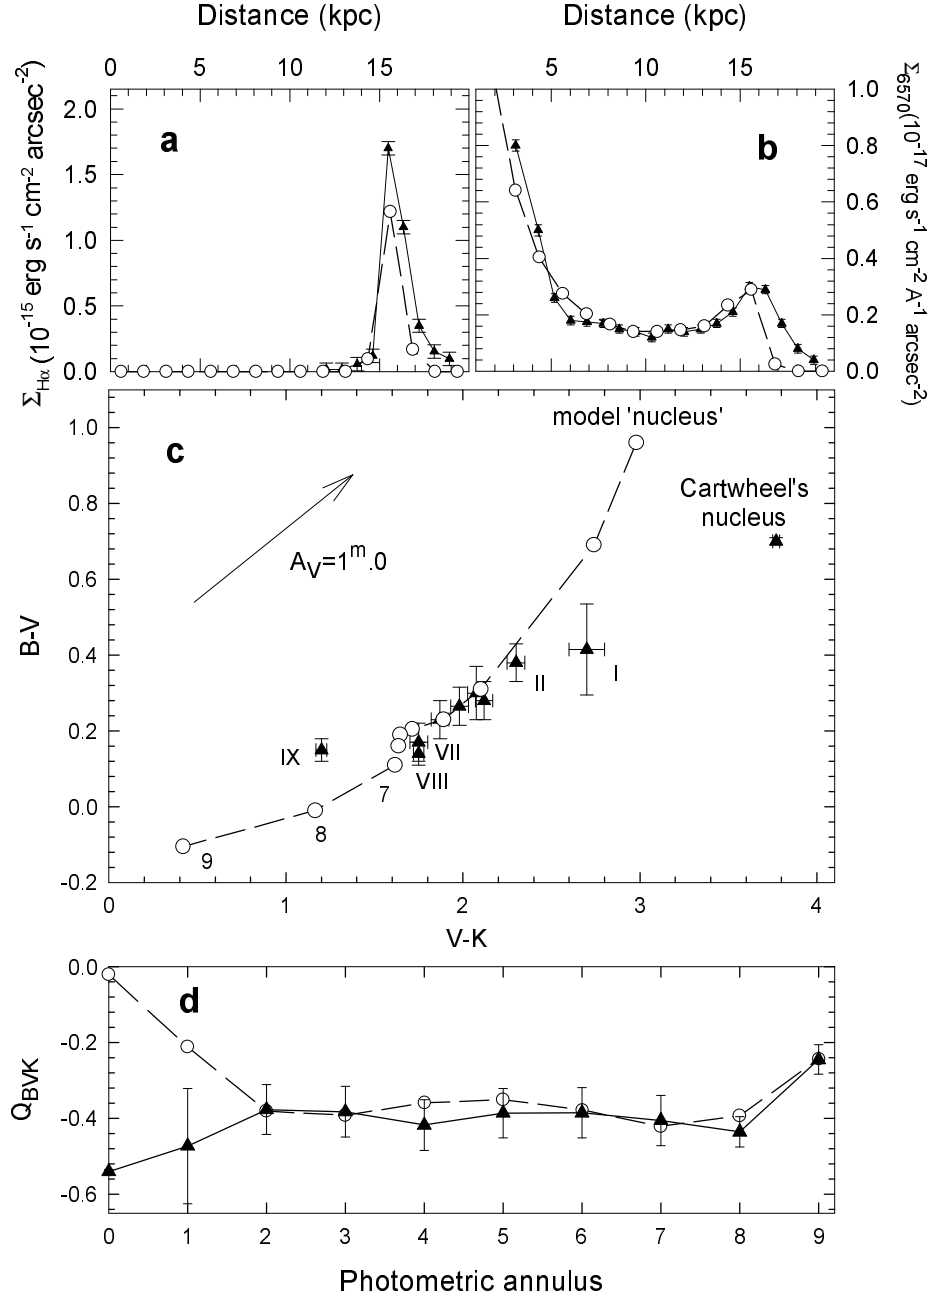 Distance (kpc) Distance (kpc)
0 5 10 15 5 10 15
Σ6570(10-17 erg s-1 cm-2 A-1 arcsec-2)
ΣHα (10-15 erg s-1 cm-2 arcsec-2)
a
b
2.0
1.5
1.0
0.5
0.0
1.0
0.8
0.6
0.4
0.2
0.0
model 'nucleus'
c
Cartwheel's
nucleus
AV=1m.0
B-V
1.0
0.8
0.6
0.4
0.2
0.0
-0.2
II
I
IX
VII
VIII
7
8
9
0 1 2 3 4
V-K
d
QBVK
0.0
-0.2
-0.4
-0.6
0 1 2 3 4 5 6 7 8 9
Photometric annulus